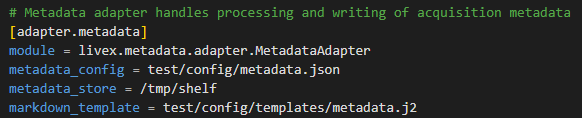 # Metadata adapter handles processing and writing of acquisition metadata
[adapter.metadata]
module = livex.metadata.adapter.MetadataAdapter
metadata_config = test/config/metadata.json
metadata_store = /tmp/shelf
markdown_template = test/config/templates/metadata.j2